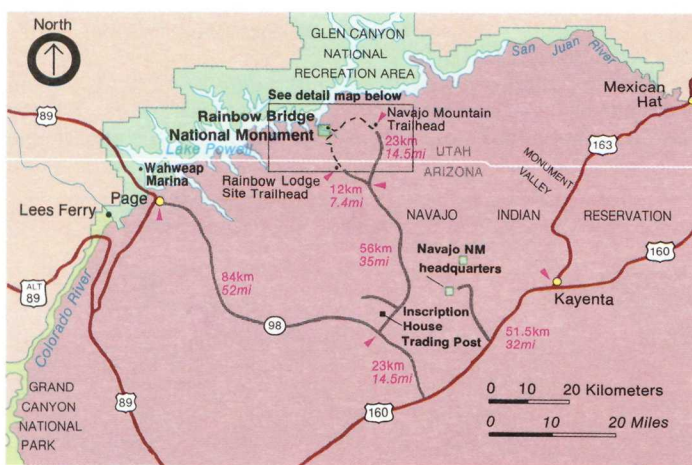 North
GLEN CANYON
NATIONAL
RECREATION AREA
San Juan River
Mexican
Hat
89
See detail map below
Rainbow Bridge
National Monument
Navajo Mountain
Trailhead
163
Lake Powell
23km
14.5mi
UTAH
ARIZONA
MONUMENT
VALLEY
Wahweap
Marina
Rainbow Lodge
Site Trailhead
12km
7.4mi
Page
Lees Ferry
NAVAJO INDIAN RESERVATION
160
ALT
89
Colorado River
84km
52mi
56km
35mi
Navajo NM
headquarters
Kayenta
98
Inscription
House
Trading Post
51.5km
32mi
23km
14.5mi
GRAND
CANYON
NATIONAL
PARK
89
160
0 10 20 Kilometers
0 10 20 Miles